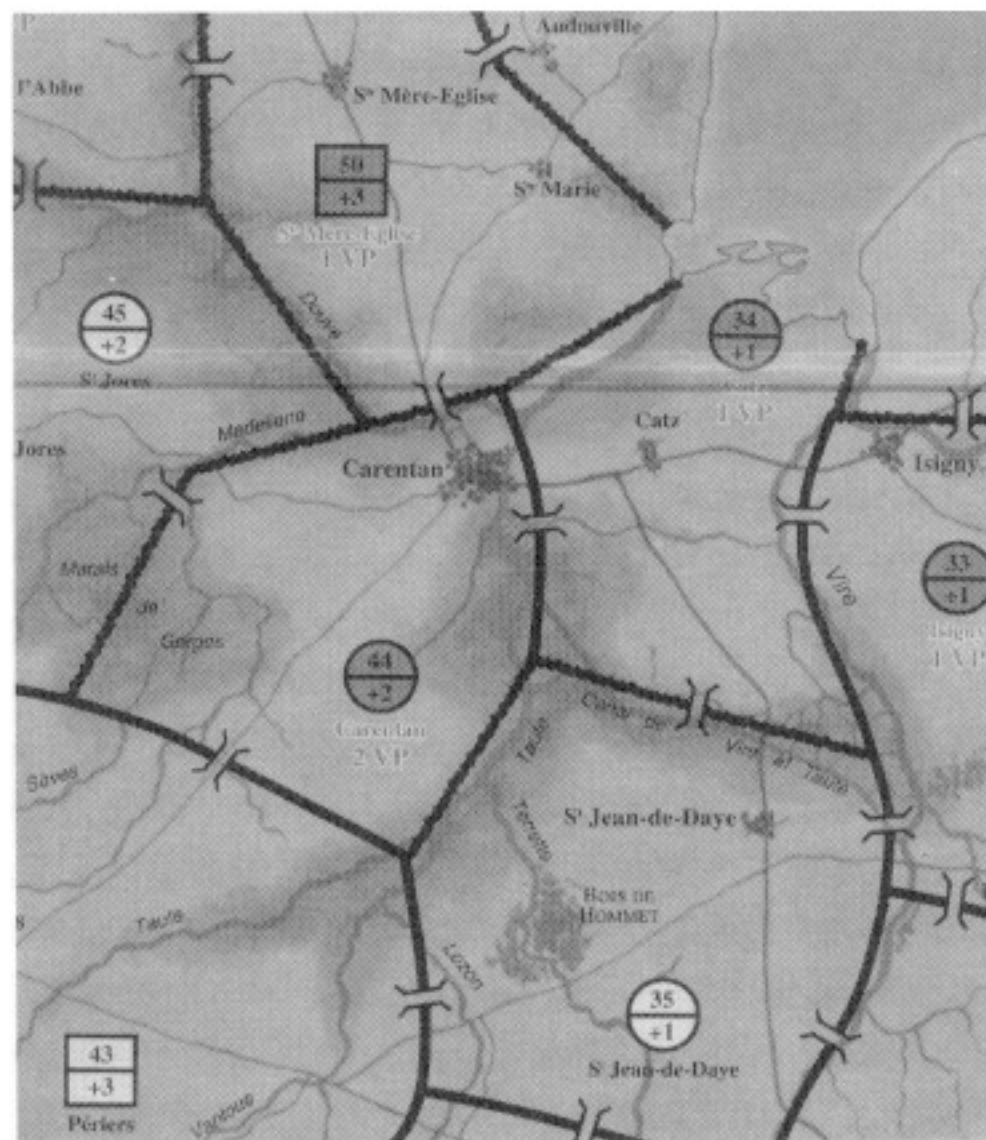 Audouville
l'Abbe
Ste Mère-Eglise
50
+3
Ste Marie
St Mère-Eglise
1 VP
Douve
45
+2
St Jores
34
+1
1 VP
Madeliane
Catz
Jores
Carentan
Isigny
Marais
de
Gorges
33
+1
Isigny
1 VP
Vire
44
+2
Carentan
2 VP
Canal de
Vire et Taute
Taute
Sèves
St Jean-de-Daye
Terrette
BOIS DE
HOMMET
Taute
Lozon
35
+1
St Jean-de-Daye
43
+3
Périers
Vantoue